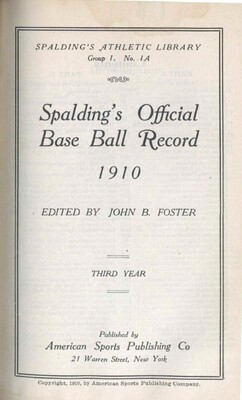 SPALDING'S ATHLETIC LIBRARY
Group I. No. 1A
Spalding's Official
Base Ball Record
1910
EDITED BY JOHN B. FOSTER
THIRD YEAR
Published by
American Sports Publishing Co
21 Warren Street, New York
Copyright, 1909, by American Sports Publishing Company.